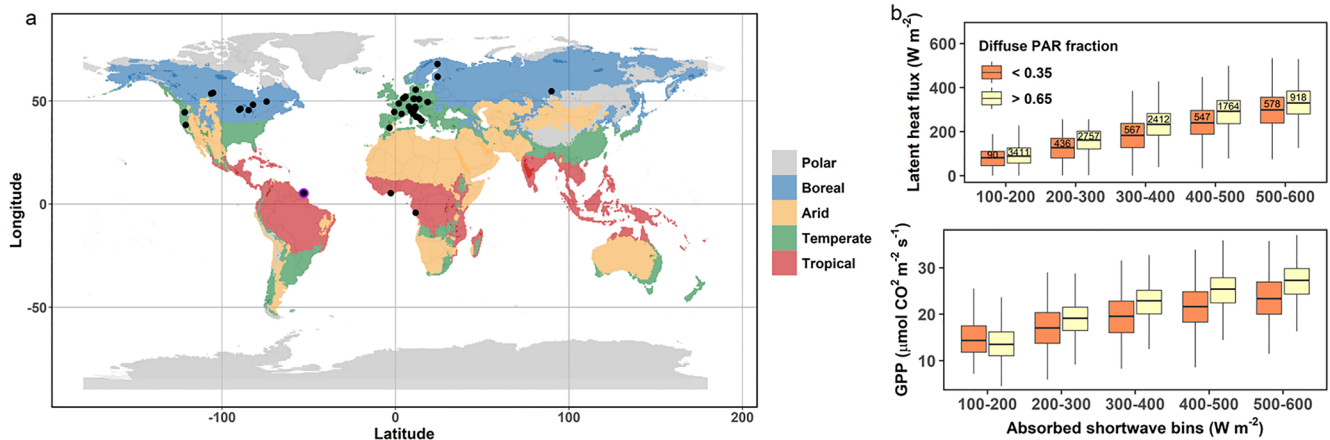 a
Longitude
50
0
-50
-100
0
100
200
Latitude
Polar
Boreal
Arid
Temperate
Tropical
b
Latent heat flux (W m-2)
600
400
200
0
Diffuse PAR fraction
< 0.35
> 0.65
90
3411
436
2757
567
2412
547
1764
578
918
100-200
200-300
300-400
400-500
500-600
GPP (μmol CO2 m-2 s-1)
30
20
10
100-200
200-300
300-400
400-500
500-600
Absorbed shortwave bins (W m-2)